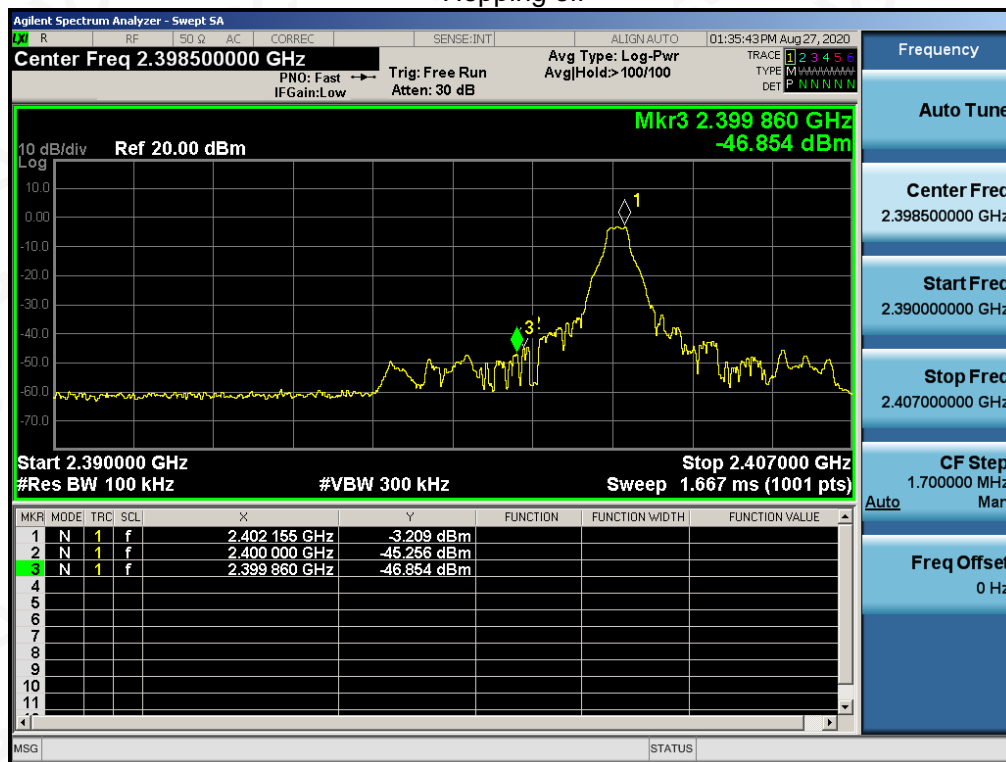 Agilent Spectrum Analyzer - Swept SA
LXI R RF 50 Ω AC CORREC SENSE:INT ALIGN AUTO 01:35:43 PM Aug 27, 2020
Center Freq 2.398500000 GHz
PNO: Fast
IFGain:Low
Trig: Free Run
Atten: 30 dB
Avg Type: Log-Pwr
Avg|Hold:>100/100
TRACE 1 2 3 4 5 6
TYPE M
DET P N N N N N
Mkr3 2.399 860 GHz
-46.854 dBm
10 dB/div Ref 20.00 dBm
Log
10.0
0.00
-10.0
-20.0
-30.0
-40.0
-50.0
-60.0
-70.0
1
3
Start 2.390000 GHz Stop 2.407000 GHz
#Res BW 100 kHz #VBW 300 kHz Sweep 1.667 ms (1001 pts)
MKR MODE TRC SCL X Y FUNCTION FUNCTION WIDTH FUNCTION VALUE
1 N 1 f 2.402 155 GHz -3.209 dBm
2 N 1 f 2.400 000 GHz -45.256 dBm
3 N 1 f 2.399 860 GHz -46.854 dBm
4
5
6
7
8
9
10
11
MSG STATUS
Frequency
Auto Tune
Center Freq
2.398500000 GHz
Start Freq
2.390000000 GHz
Stop Freq
2.407000000 GHz
CF Step
1.700000 MHz
Auto Man
Freq Offset
0 Hz